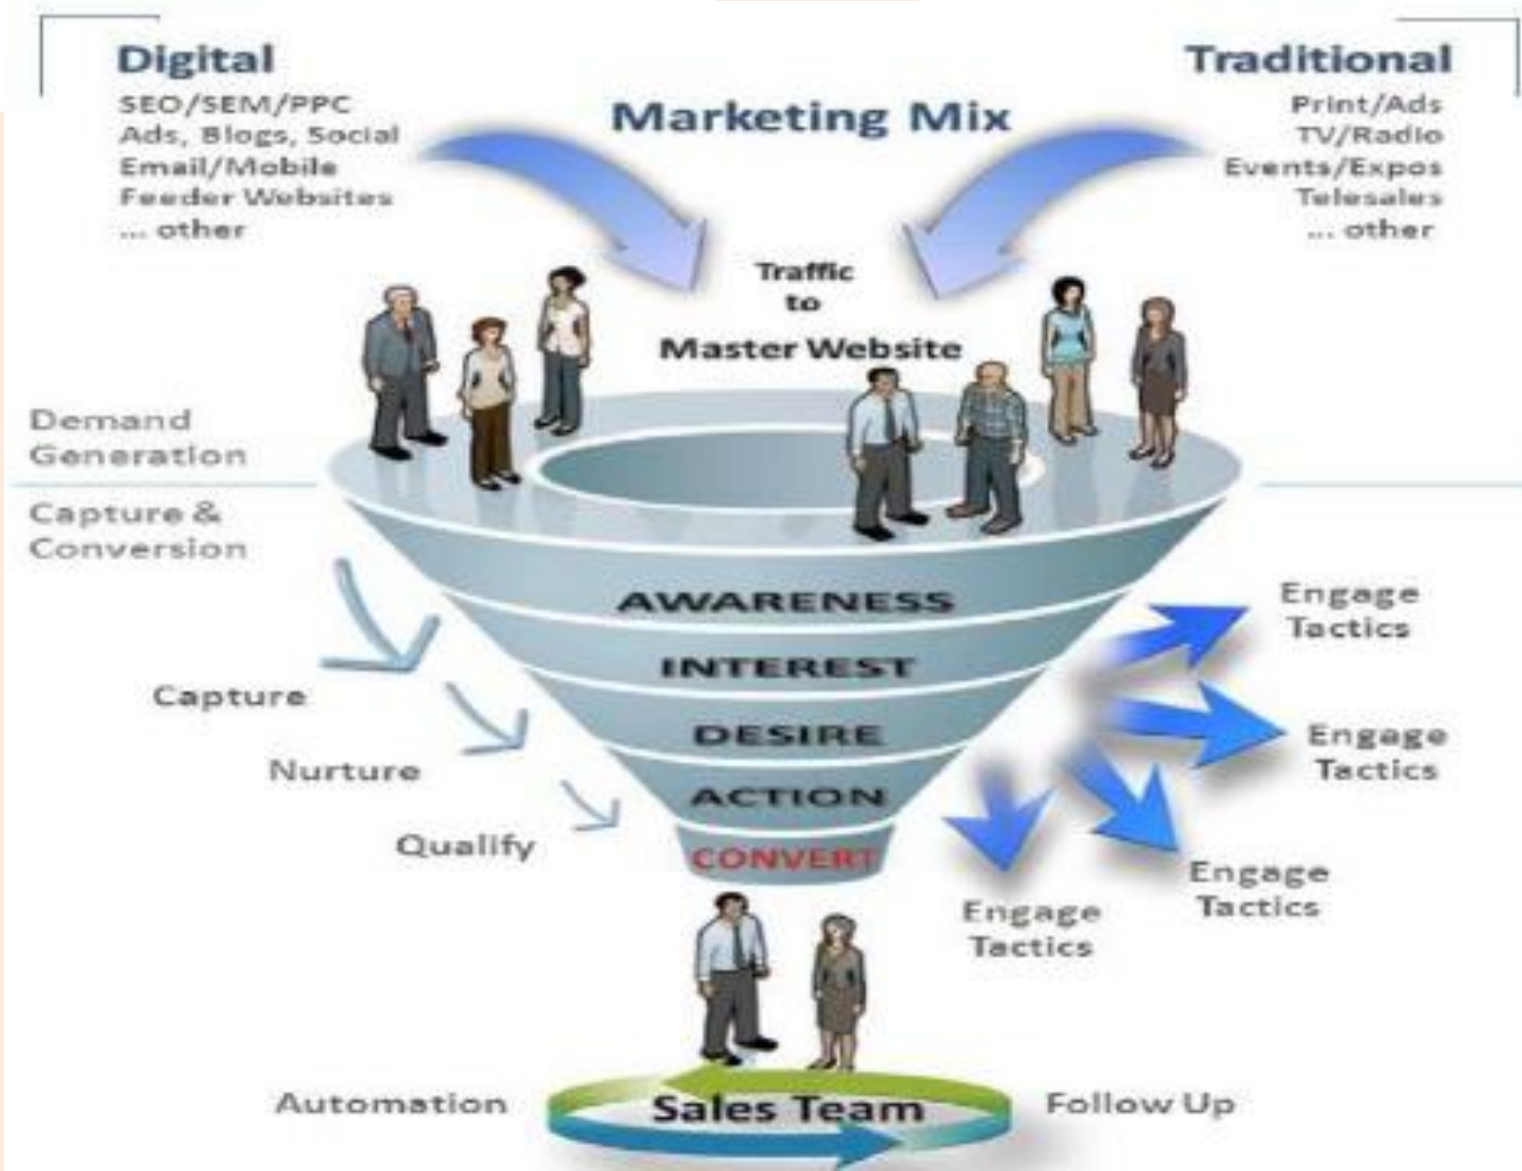 Digital
SEO/SEM/PPC
Ads, Blogs, Social
Email/Mobile
Feeder Websites
... other
Marketing Mix
Traditional
Print/Ads
TV/Radio
Events/Expos
Telesales
... other
Traffic
to
Master Website
Demand
Generation
Capture &
Conversion
AWARENESS
INTEREST
DESIRE
ACTION
CONVERT
Capture
Nurture
Qualify
Engage
Tactics
Engage
Tactics
Engage
Tactics
Engage
Tactics
Automation
Sales Team
Follow Up